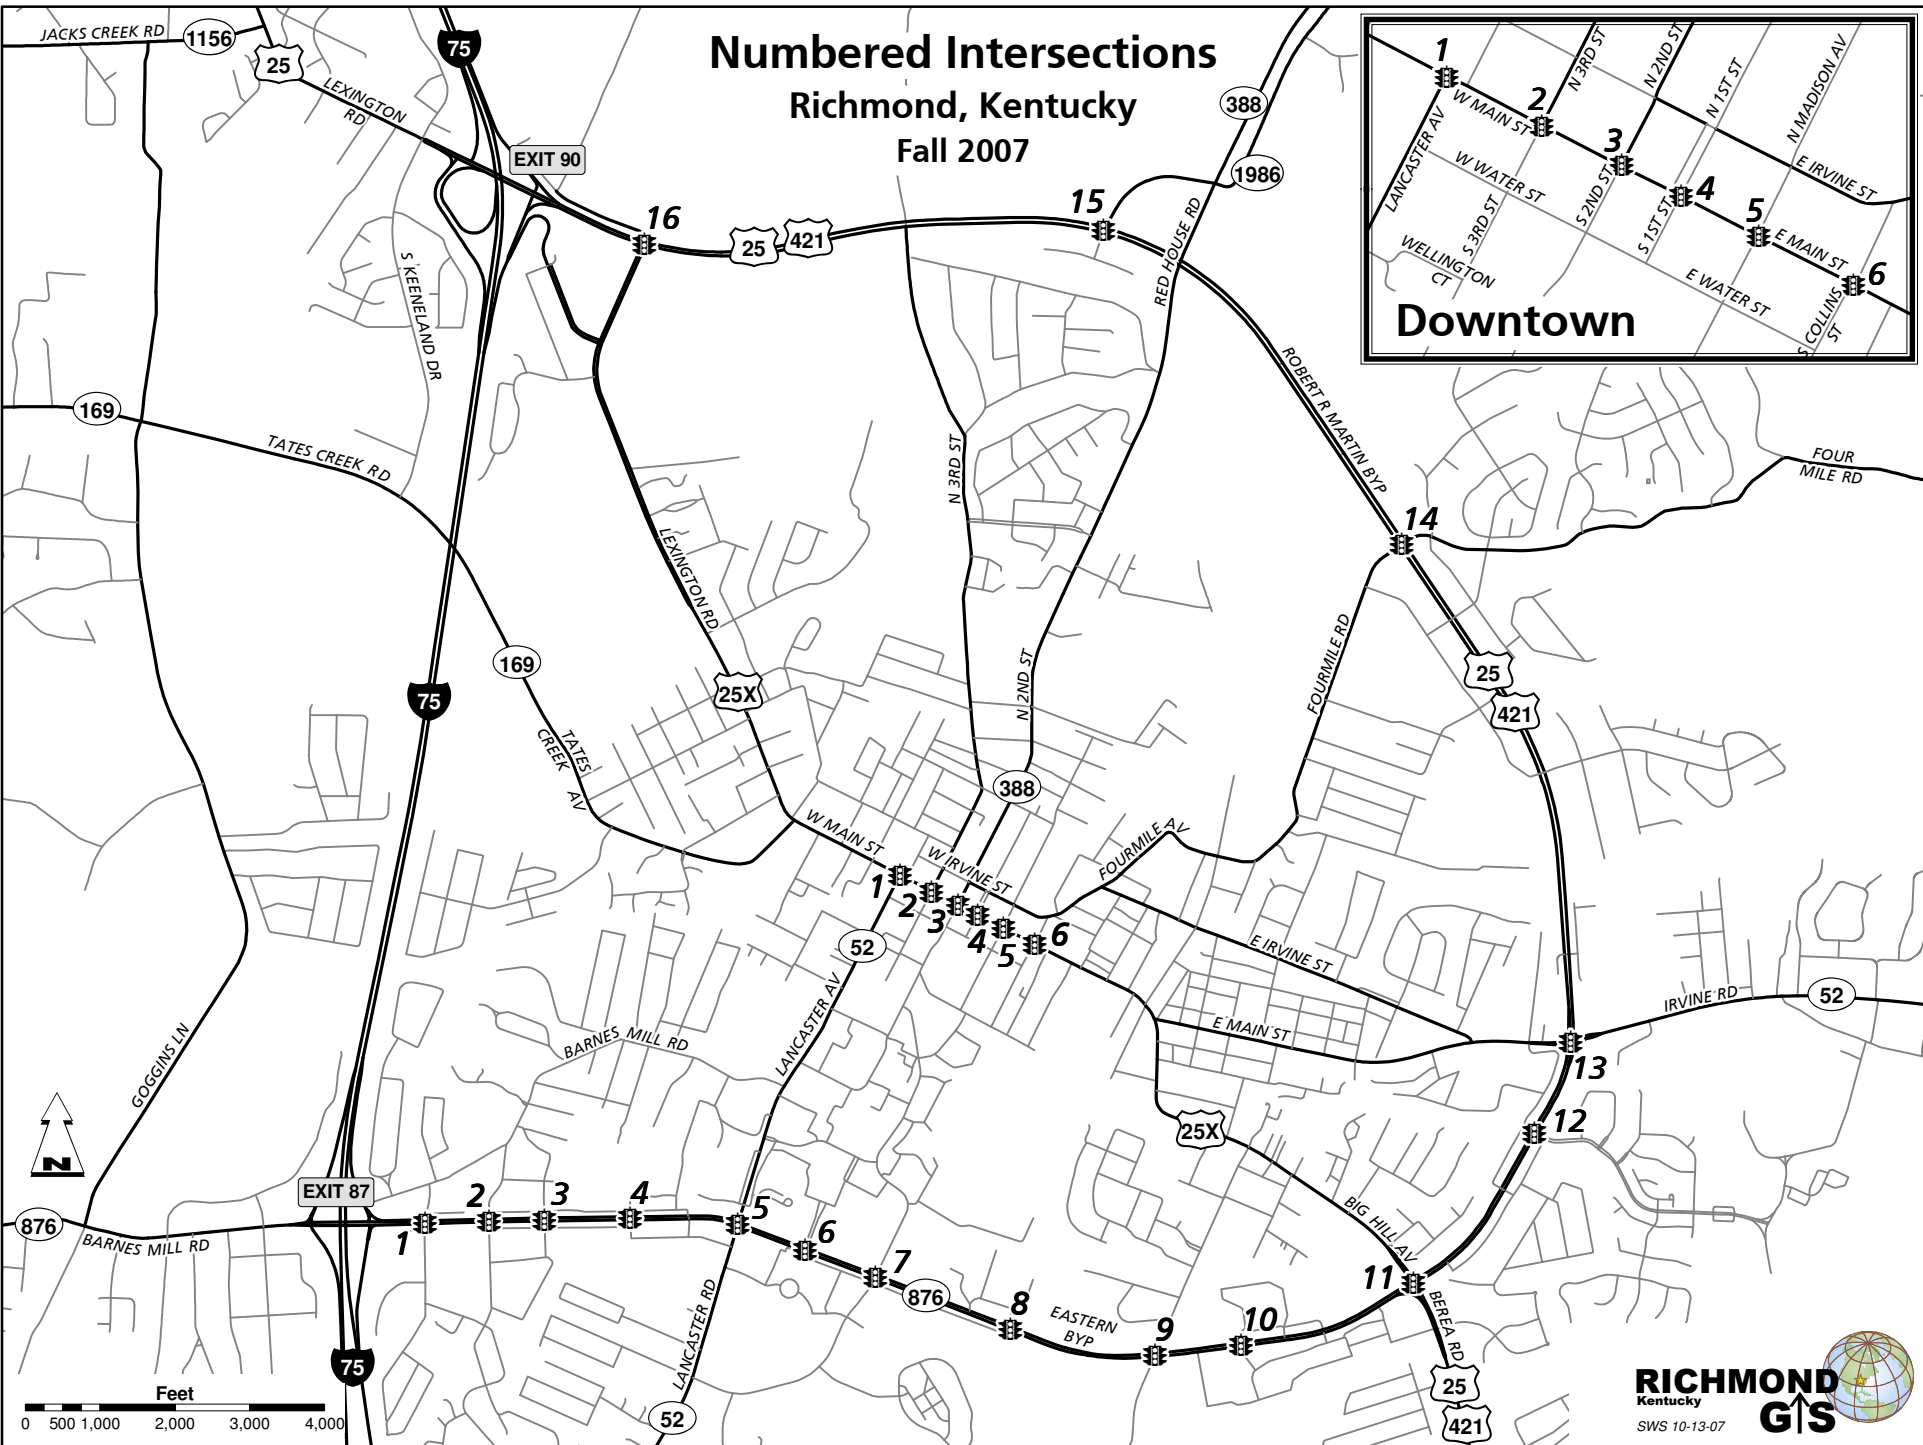 Numbered Intersections
Richmond, Kentucky
Fall 2007
JACKS CREEK RD
1156
25
75
LEXINGTON
RD
EXIT 90
16
25
421
15
388
1986
RED HOUSE RD
S KEENELAND DR
169
TATES CREEK RD
N 3RD ST
ROBERT R MARTIN BYP
FOUR
MILE RD
14
LEXINGTON RD
169
75
25X
N 2ND ST
FOURMILE RD
25
421
TATES
CREEK
AV
388
W MAIN ST
W IRVINE ST
FOURMILE AV
1
2
3
4
5
6
52
E IRVINE ST
E MAIN ST
IRVINE RD
52
13
12
LANCASTER AV
BARNES MILL RD
GOGGINS LN
N
25X
BIG HILL AV
EXIT 87
876
BARNES MILL RD
1
2
3
4
5
6
7
876
8
EASTERN
BYP
9
10
11
BEREA RD
25
421
LANCASTER RD
52
75
Feet
0 500 1,000 2,000 3,000 4,000
RICHMOND
Kentucky
GIS
SWS 10-13-07
1
2
3
4
5
6
N 3RD ST
N 2ND ST
N 1ST ST
N MADISON AV
W MAIN ST
LANCASTER AV
W WATER ST
E IRVINE ST
S 3RD ST
S 2ND ST
S 1ST ST
E MAIN ST
WELLINGTON
CT
E WATER ST
S COLLINS
ST
Downtown